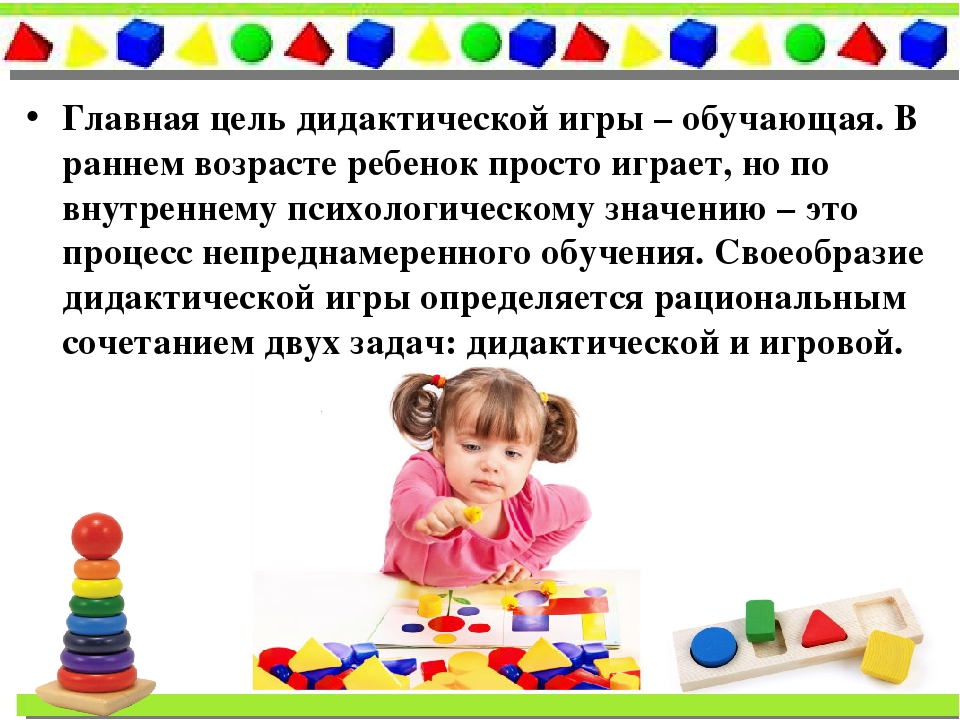 • Главная цель дидактической игры – обучающая. В
раннем возрасте ребенок просто играет, но по
внутреннему психологическому значению – это
процесс непреднамеренного обучения. Своеобразие
дидактической игры определяется рациональным
сочетанием двух задач: дидактической и игровой.